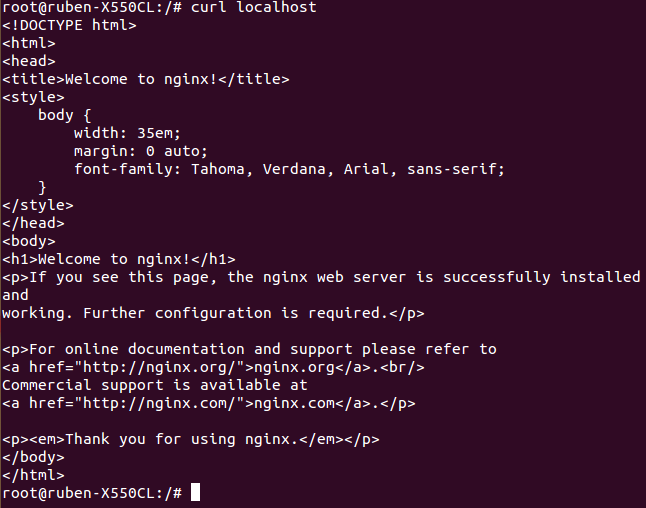 root@ruben-X550CL:/# curl localhost
<!DOCTYPE html>
<html>
<head>
<title>Welcome to nginx!</title>
<style>
    body {
        width: 35em;
        margin: 0 auto;
        font-family: Tahoma, Verdana, Arial, sans-serif;
    }
</style>
</head>
<body>
<h1>Welcome to nginx!</h1>
<p>If you see this page, the nginx web server is successfully installed
and
working. Further configuration is required.</p>

<p>For online documentation and support please refer to
<a href="http://nginx.org/">nginx.org</a>.<br/>
Commercial support is available at
<a href="http://nginx.com/">nginx.com</a>.</p>

<p><em>Thank you for using nginx.</em></p>
</body>
</html>
root@ruben-X550CL:/#